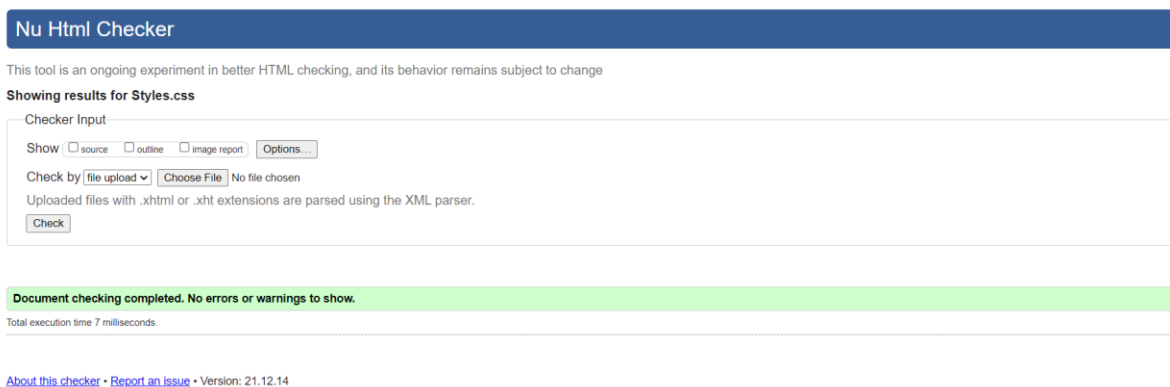 Nu Html Checker
This tool is an ongoing experiment in better HTML checking, and its behavior remains subject to change
Showing results for Styles.css
Checker Input
Show source outline image report Options...
Check by file upload Choose File No file chosen
Uploaded files with .xhtml or .xht extensions are parsed using the XML parser.
Check
Document checking completed. No errors or warnings to show.
Total execution time 7 milliseconds.
About this checker • Report an issue • Version: 21.12.14